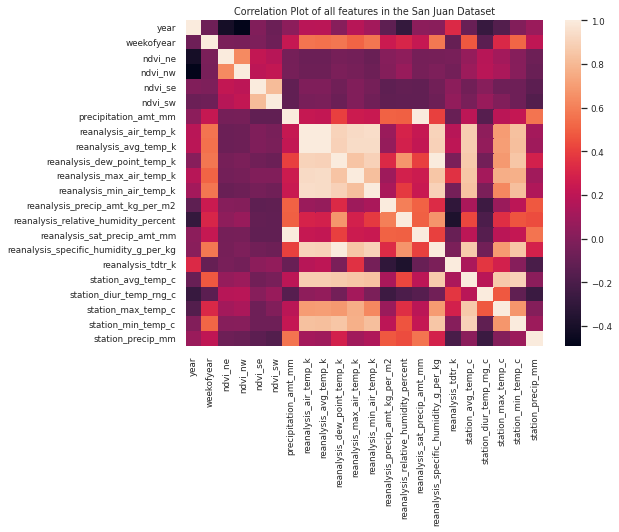 Correlation Plot of all features in the San Juan Dataset
year
weekofyear
ndvi_ne
ndvi_nw
ndvi_se
ndvi_sw
precipitation_amt_mm
reanalysis_air_temp_k
reanalysis_avg_temp_k
reanalysis_dew_point_temp_k
reanalysis_max_air_temp_k
reanalysis_min_air_temp_k
reanalysis_precip_amt_kg_per_m2
reanalysis_relative_humidity_percent
reanalysis_sat_precip_amt_mm
reanalysis_specific_humidity_g_per_kg
reanalysis_tdtr_k
station_avg_temp_c
station_diur_temp_rng_c
station_max_temp_c
station_min_temp_c
station_precip_mm
year
weekofyear
ndvi_ne
ndvi_nw
ndvi_se
ndvi_sw
precipitation_amt_mm
reanalysis_air_temp_k
reanalysis_avg_temp_k
reanalysis_dew_point_temp_k
reanalysis_max_air_temp_k
reanalysis_min_air_temp_k
reanalysis_precip_amt_kg_per_m2
reanalysis_relative_humidity_percent
reanalysis_sat_precip_amt_mm
reanalysis_specific_humidity_g_per_kg
reanalysis_tdtr_k
station_avg_temp_c
station_diur_temp_rng_c
station_max_temp_c
station_min_temp_c
station_precip_mm
1.0
0.8
0.6
0.4
0.2
0.0
−0.2
−0.4